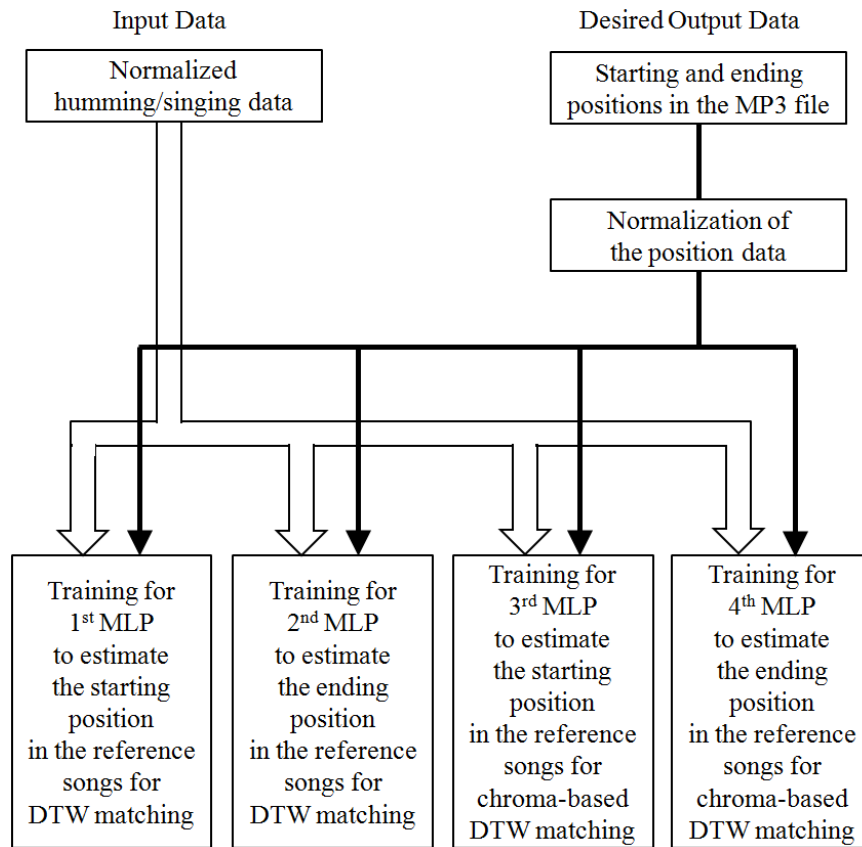 Input Data
Desired Output Data
Normalized
humming/singing data
Starting and ending
positions in the MP3 file
Normalization of
the position data
Training for
1st MLP
to estimate
the starting
position
in the reference
songs for
DTW matching
Training for
2nd MLP
to estimate
the ending
position
in the reference
songs for
DTW matching
Training for
3rd MLP
to estimate
the starting
position
in the reference
songs for
chroma-based
DTW matching
Training for
4th MLP
to estimate
the ending
position
in the reference
songs for
chroma-based
DTW matching